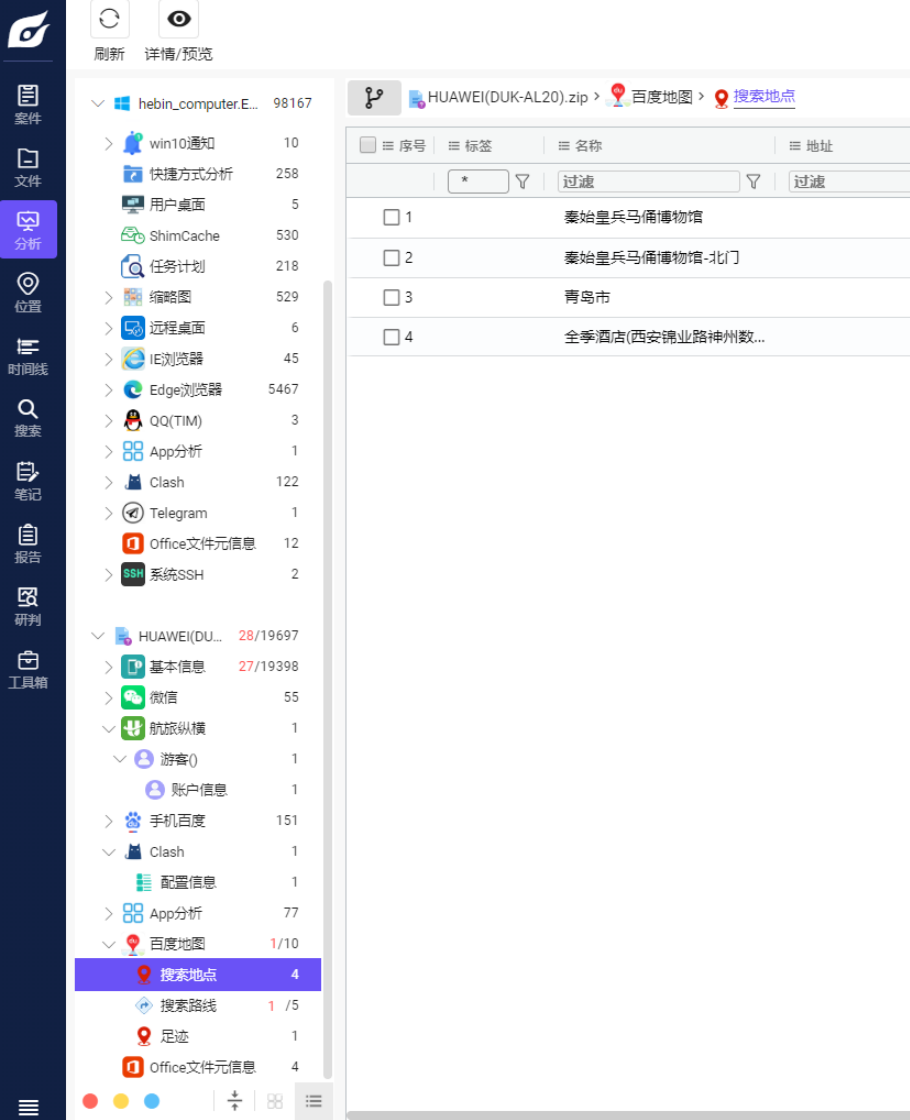 刷新 详情/预览
案件
文件
分析
位置
时间线
搜索
笔记
报告
研判
工具箱
hebin_computer.E... 98167
win10通知 10
快捷方式分析 258
用户桌面 5
ShimCache 530
任务计划 218
缩略图 529
远程桌面 6
IE浏览器 45
Edge浏览器 5467
QQ(TIM) 3
App分析 1
Clash 122
Telegram 1
Office文件元信息 12
SSH 系统SSH 2
HUAWEI(DU... 28/19697
基本信息 27/19398
微信 55
航旅纵横 1
游客() 1
账户信息 1
手机百度 151
Clash 1
配置信息 1
App分析 77
百度地图 1/10
搜索地点 4
搜索路线 1 /5
足迹 1
Office文件元信息 4
HUAWEI(DUK-AL20).zip > 百度地图 > 搜索地点
序号 标签 名称 地址
* 过滤 过滤
1 秦始皇兵马俑博物馆
2 秦始皇兵马俑博物馆-北门
3 青岛市
4 全季酒店(西安锦业路神州数...